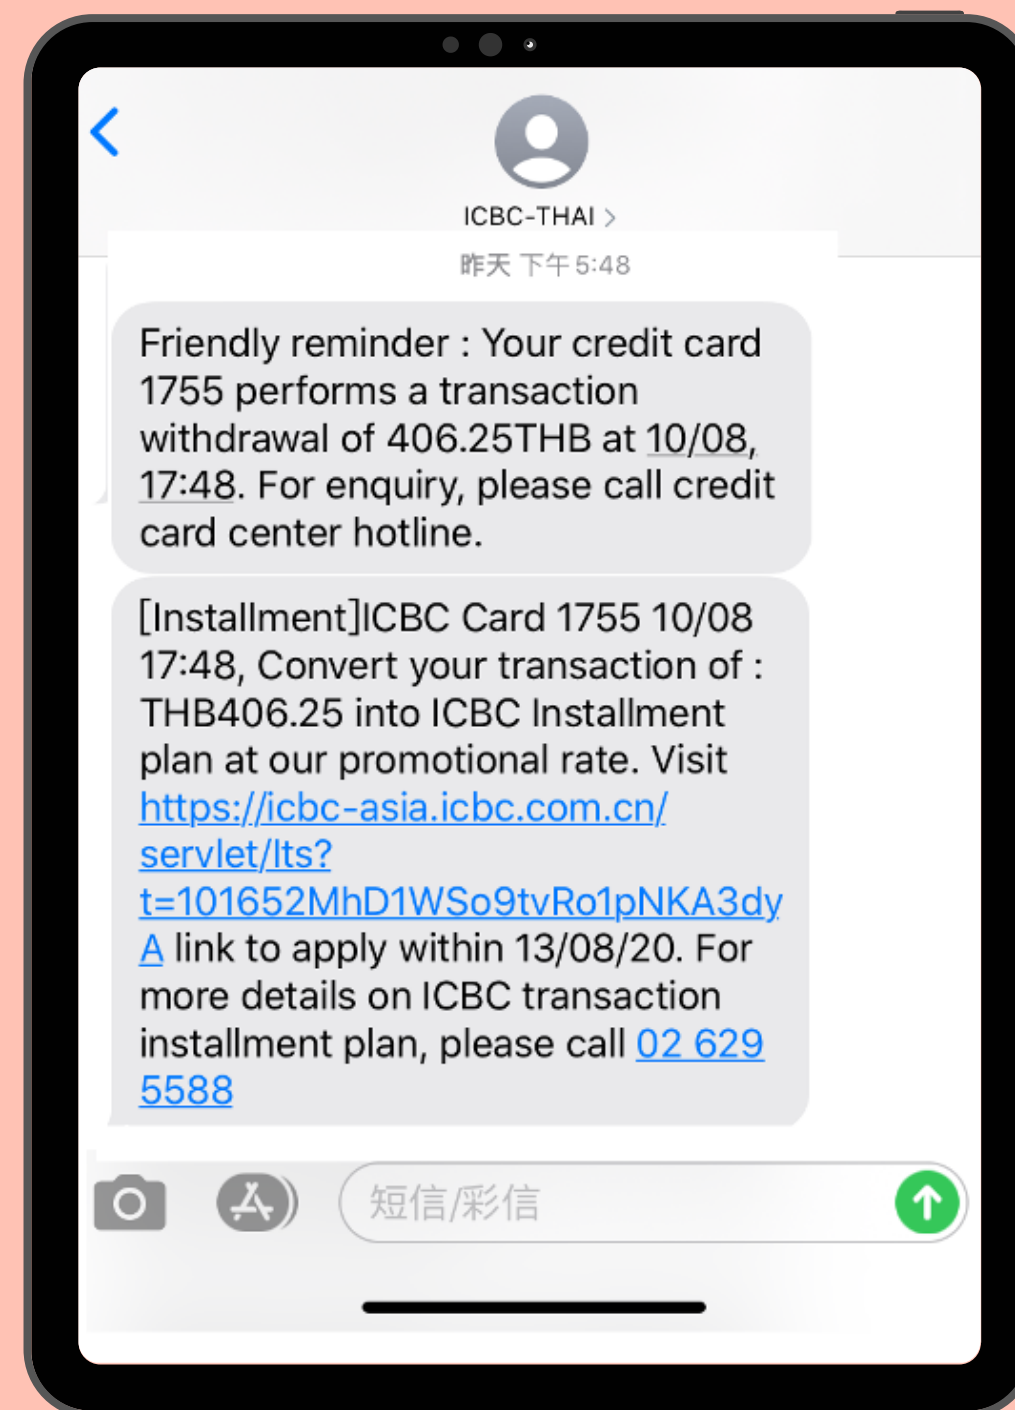 ICBC-THAI
昨天 下午5:48
Friendly reminder : Your credit card
1755 performs a transaction
withdrawal of 406.25THB at 10/08,
17:48. For enquiry, please call credit
card center hotline.
[Installment]ICBC Card 1755 10/08
17:48, Convert your transaction of :
THB406.25 into ICBC Installment
plan at our promotional rate. Visit
https://icbc-asia.icbc.com.cn/
servlet/lts?
t=101652MhD1WSo9tvRo1pNKA3dy
A link to apply within 13/08/20. For
more details on ICBC transaction
installment plan, please call 02 629
5588
短信/彩信